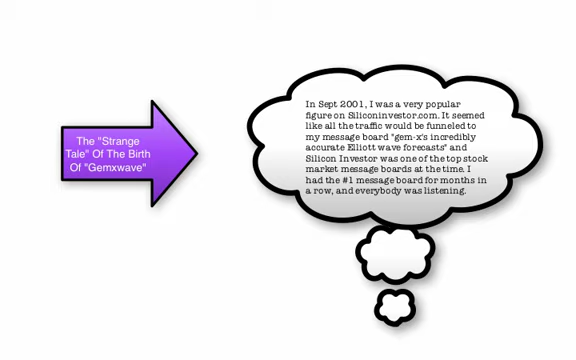 The "Strange
Tale" Of The Birth
Of "Gemxwave"
In Sept 2001, I was a very popular
figure on Siliconinvestor.com. It seemed
like all the traffic would be funneled to
my message board "gem-x's incredibly
accurate Elliott wave forecasts" and
Silicon Investor was one of the top stock
market message boards at the time. I
had the #1 message board for months in
a row, and everybody was listening.